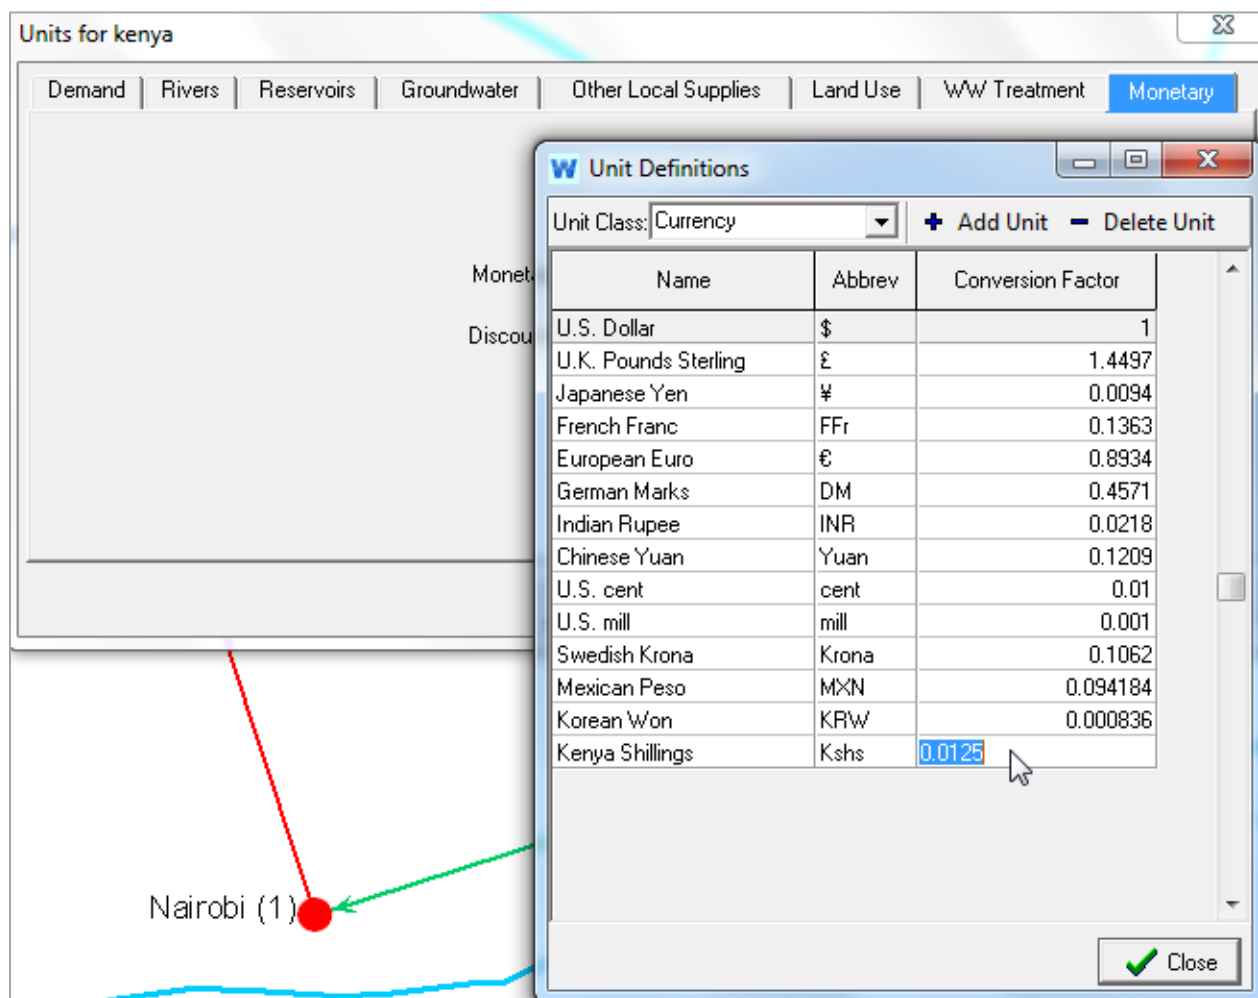 Units for kenya
Demand Rivers Reservoirs Groundwater Other Local Supplies Land Use WW Treatment Monetary
W Unit Definitions
Unit Class: Currency + Add Unit - Delete Unit
Name Abbrev Conversion Factor
Moneta
Discou
U.S. Dollar $ 1
U.K. Pounds Sterling £ 1.4497
Japanese Yen ¥ 0.0094
French Franc FFr 0.1363
European Euro € 0.8934
German Marks DM 0.4571
Indian Rupee INR 0.0218
Chinese Yuan Yuan 0.1209
U.S. cent cent 0.01
U.S. mill mill 0.001
Swedish Krona Krona 0.1062
Mexican Peso MXN 0.094184
Korean Won KRW 0.000836
Kenya Shillings Kshs 0.0125
Nairobi (1)
Close